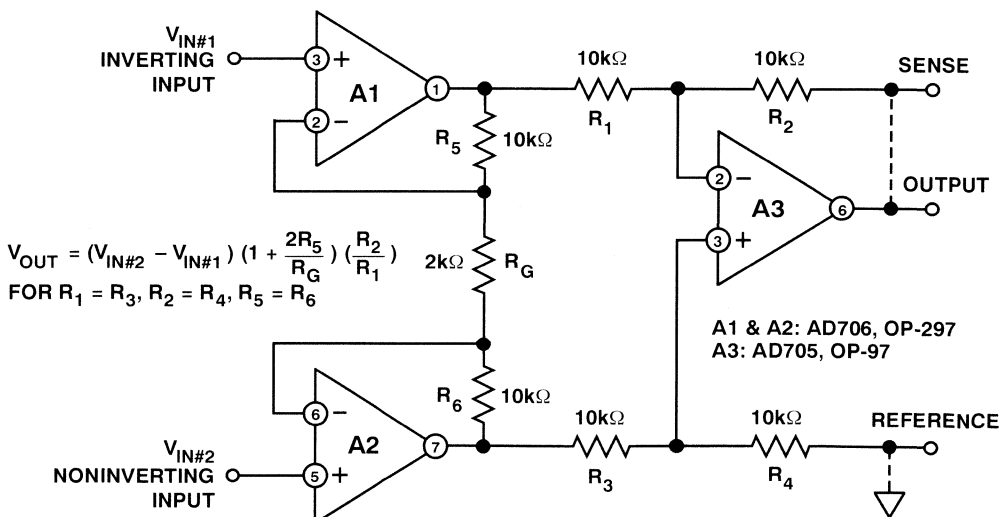 V_IN#1
INVERTING
INPUT
3 +
A1
2 −
1
10kΩ
R1
10kΩ
R2
SENSE
R5 10kΩ
2 −
A3
3 +
6
OUTPUT
V_OUT = (V_IN#2 − V_IN#1) (1 + 2R5/RG) (R2/R1)
FOR R1 = R3, R2 = R4, R5 = R6
2kΩ RG
A1 & A2: AD706, OP-297
A3: AD705, OP-97
R6 10kΩ
6 −
A2
5 +
7
10kΩ
R3
10kΩ
R4
REFERENCE
V_IN#2
NONINVERTING
INPUT